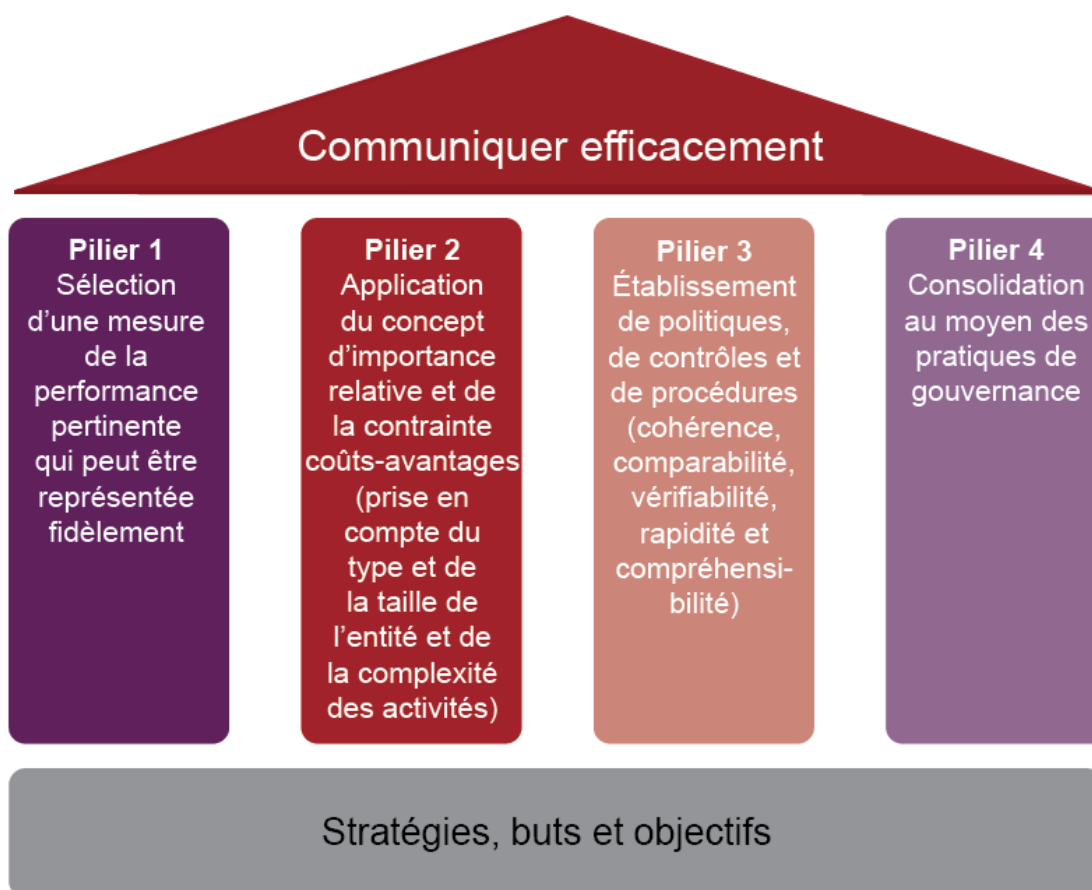 Communiquer efficacement
Pilier 1
Sélection
d’une mesure
de la
performance
pertinente
qui peut être
représentée
fidèlement
Pilier 2
Application
du concept
d’importance
relative et de
la contrainte
coûts-avantages
(prise en
compte du
type et de
la taille de
l’entité et de
la complexité
des activités)
Pilier 3
Établissement
de politiques,
de contrôles et
de procédures
(cohérence,
comparabilité,
vérifiabilité,
rapidité et
compréhensi-
bilité)
Pilier 4
Consolidation
au moyen des
pratiques de
gouvernance
Stratégies, buts et objectifs